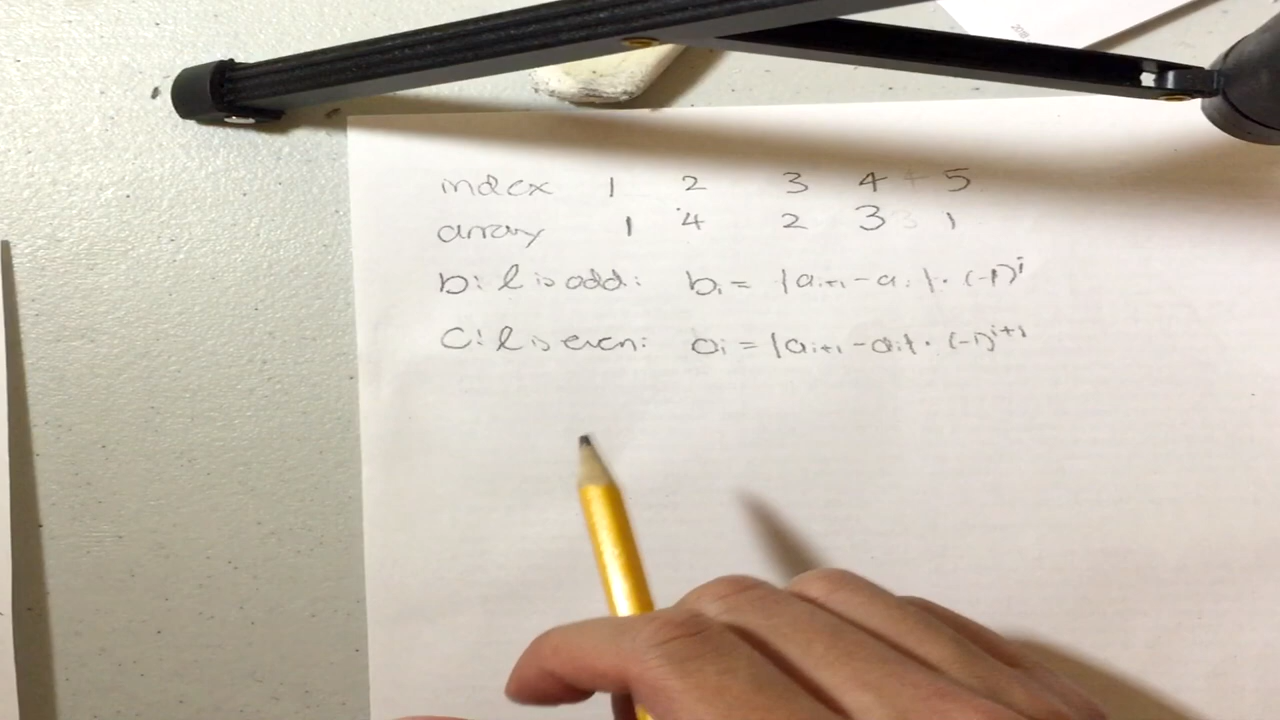 index 1 2 3 4 5
array 1 4 2 3 1
b: l is odd: bi = |ai+1 - ai| · (-1)^i
c: l is even: ci = |ai+1 - ai| · (-1)^i+1